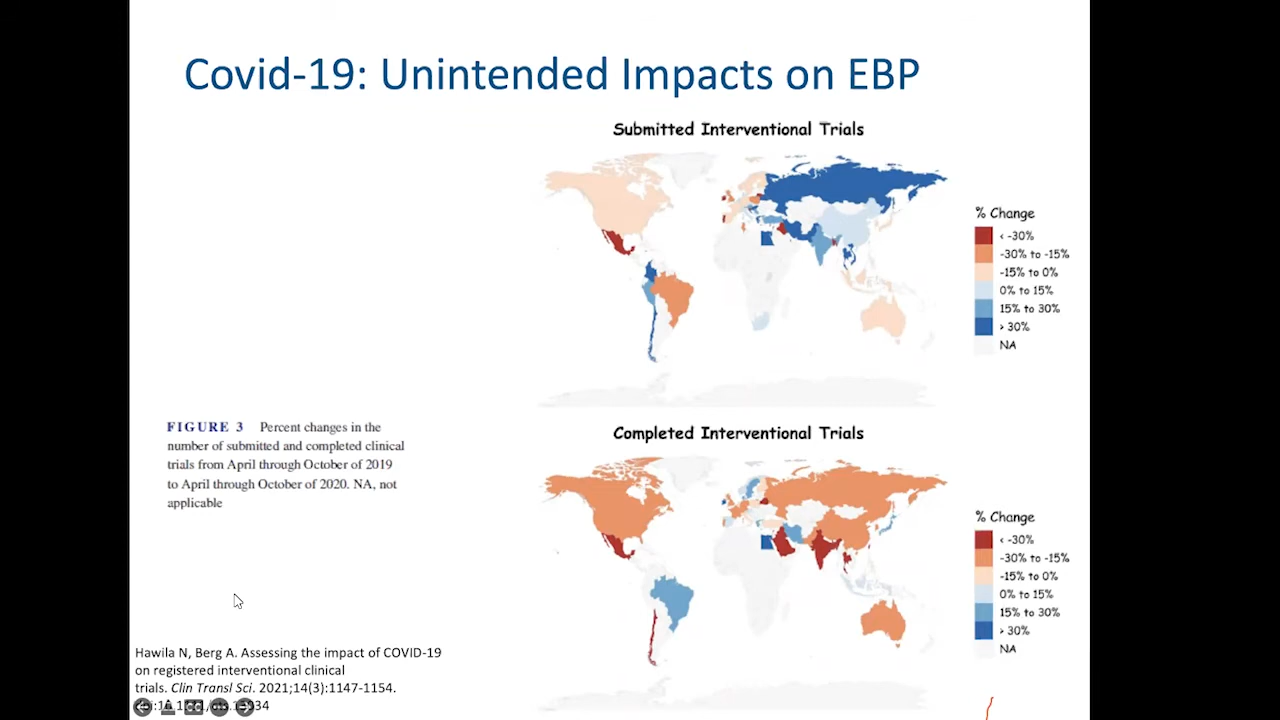 Covid-19: Unintended Impacts on EBP
Submitted Interventional Trials
% Change
< -30%
-30% to -15%
-15% to 0%
0% to 15%
15% to 30%
> 30%
NA
FIGURE 3 Percent changes in the
number of submitted and completed clinical
trials from April through October of 2019
to April through October of 2020. NA, not
applicable
Completed Interventional Trials
% Change
< -30%
-30% to -15%
-15% to 0%
0% to 15%
15% to 30%
> 30%
NA
Hawila N, Berg A. Assessing the impact of COVID-19
on registered interventional clinical
trials. Clin Transl Sci. 2021;14(3):1147-1154.